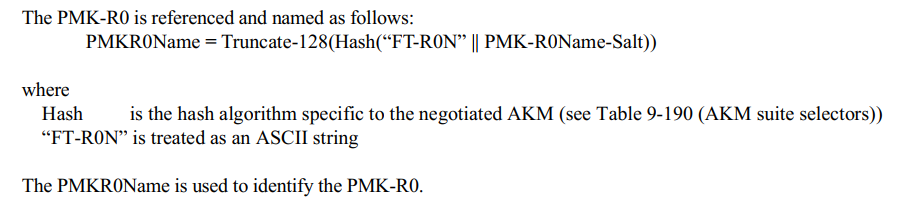 The PMK-R0 is referenced and named as follows:
PMKR0Name = Truncate-128(Hash(“FT-R0N” || PMK-R0Name-Salt))
where
Hash is the hash algorithm specific to the negotiated AKM (see Table 9-190 (AKM suite selectors))
“FT-R0N” is treated as an ASCII string
The PMKR0Name is used to identify the PMK-R0.